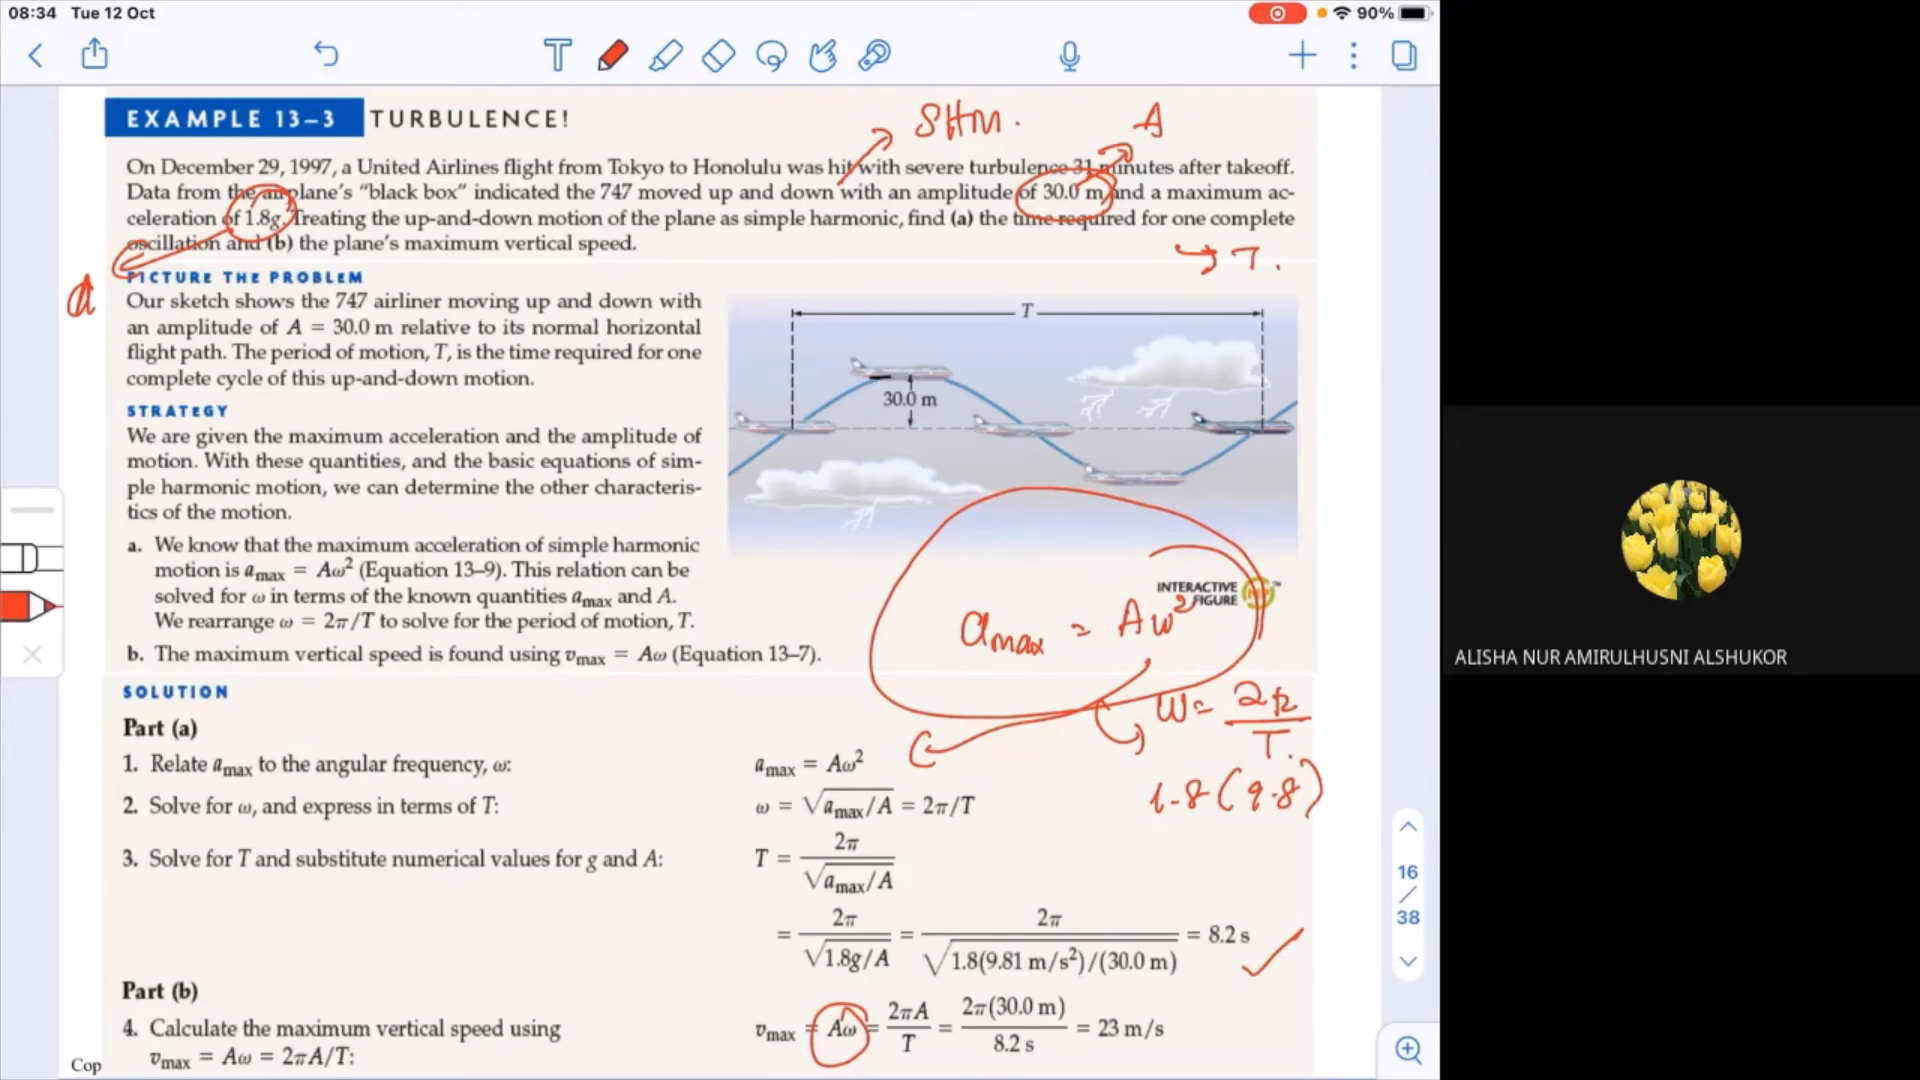 08:34 Tue 12 Oct
90%
SHM.
A
EXAMPLE 13–3 TURBULENCE!
On December 29, 1997, a United Airlines flight from Tokyo to Honolulu was hit with severe turbulence 31 minutes after takeoff.
Data from the airplane's "black box" indicated the 747 moved up and down with an amplitude of 30.0 m and a maximum ac-
celeration of 1.8g. Treating the up-and-down motion of the plane as simple harmonic, find (a) the time required for one complete
oscillation and (b) the plane's maximum vertical speed.
T.
a
PICTURE THE PROBLEM
Our sketch shows the 747 airliner moving up and down with
an amplitude of A = 30.0 m relative to its normal horizontal
flight path. The period of motion, T, is the time required for one
complete cycle of this up-and-down motion.
STRATEGY
We are given the maximum acceleration and the amplitude of
motion. With these quantities, and the basic equations of sim-
ple harmonic motion, we can determine the other characteris-
tics of the motion.
a. We know that the maximum acceleration of simple harmonic
motion is amax = Aω² (Equation 13–9). This relation can be
solved for ω in terms of the known quantities amax and A.
We rearrange ω = 2π/T to solve for the period of motion, T.
b. The maximum vertical speed is found using vmax = Aω (Equation 13–7).
T
30.0 m
INTERACTIVE
FIGURE
™
amax = Aω²
ω = 2π/T.
1.8(9.8)
SOLUTION
Part (a)
1. Relate amax to the angular frequency, ω: amax = Aω²
2. Solve for ω, and express in terms of T: ω = √amax/A = 2π/T
3. Solve for T and substitute numerical values for g and A: T = 2π/√amax/A
= 2π/√1.8g/A = 2π/√1.8(9.81 m/s²)/(30.0 m) = 8.2 s
Part (b)
4. Calculate the maximum vertical speed using
vmax = Aω = 2πA/T: vmax = Aω = 2πA/T = 2π(30.0 m)/8.2 s = 23 m/s
Cop
16
/
38
ALISHA NUR AMIRULHUSNI ALSHUKOR